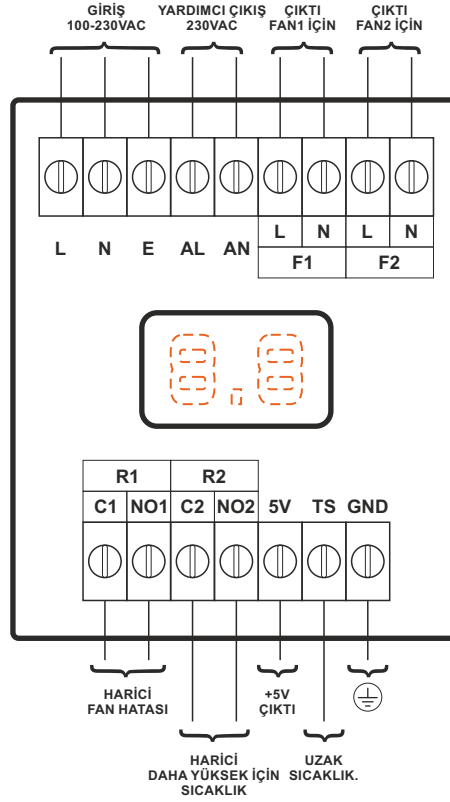 GİRİŞ
100-230VAC
YARDIMCI ÇIKIŞ
230VAC
ÇIKTI
FAN1 İÇİN
ÇIKTI
FAN2 İÇİN
L N E AL AN
L N L N
F1 F2
8.8
R1 R2
C1 NO1 C2 NO2 5V TS GND
HARİCİ
FAN HATASI
+5V
ÇIKTI
HARİCİ
DAHA YÜKSEK İÇİN
SICAKLIK
UZAK
SICAKLIK.